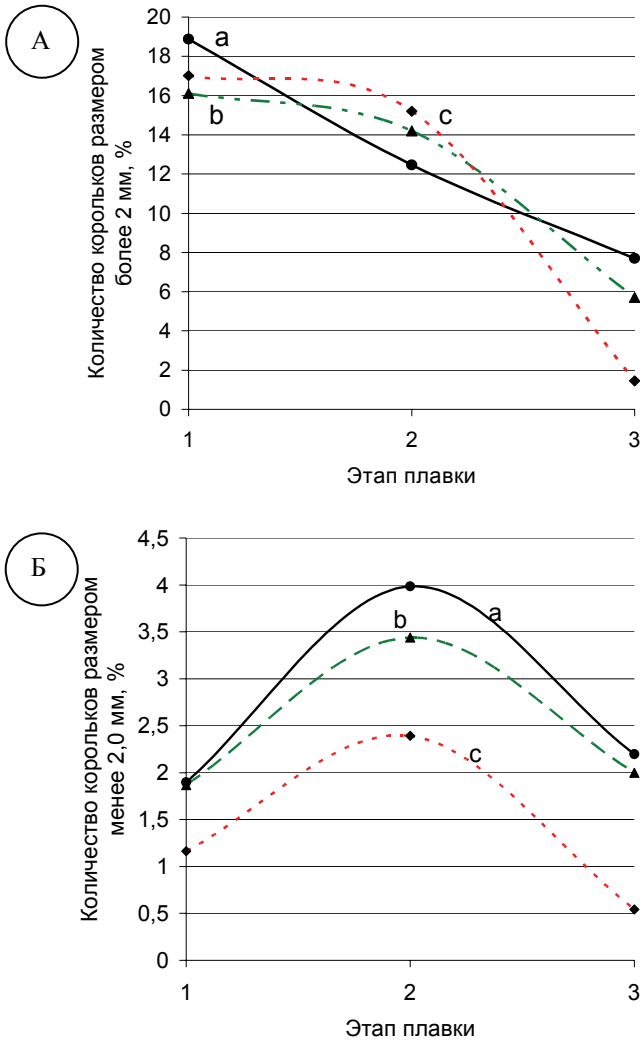 А
Количество корольков размером
более 2 мм, %
20
18
16
14
12
10
8
6
4
2
0
a
b
c
1 2 3
Этап плавки
Б
Количество корольков размером
менее 2,0 мм, %
4,5
4
3,5
3
2,5
2
1,5
1
0,5
0
a
b
c
1 2 3
Этап плавки